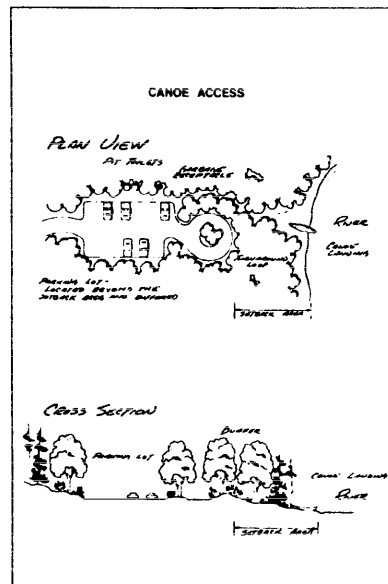 CANOE ACCESS
PLAN VIEW
PIT TOILETS
GARBAGE
RECEPTACLE
RIVER
CANOE
LANDING
TURNAROUND
LOOP
PARKING LOT -
LOCATED BEYOND THE
SETBACK AREA AND BUFFERED
SETBACK AREA
CROSS SECTION
BUFFER
PARKING LOT
CANOE LANDING
RIVER
SETBACK AREA